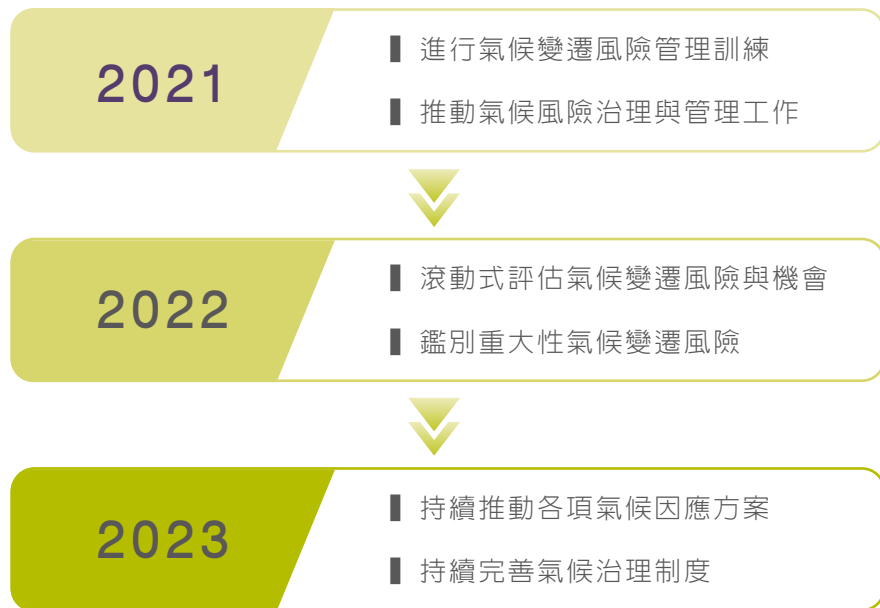 2021
▌進行氣候變遷風險管理訓練
▌推動氣候風險治理與管理工作
2022
▌滾動式評估氣候變遷風險與機會
▌鑑別重大性氣候變遷風險
2023
▌持續推動各項氣候因應方案
▌持續完善氣候治理制度